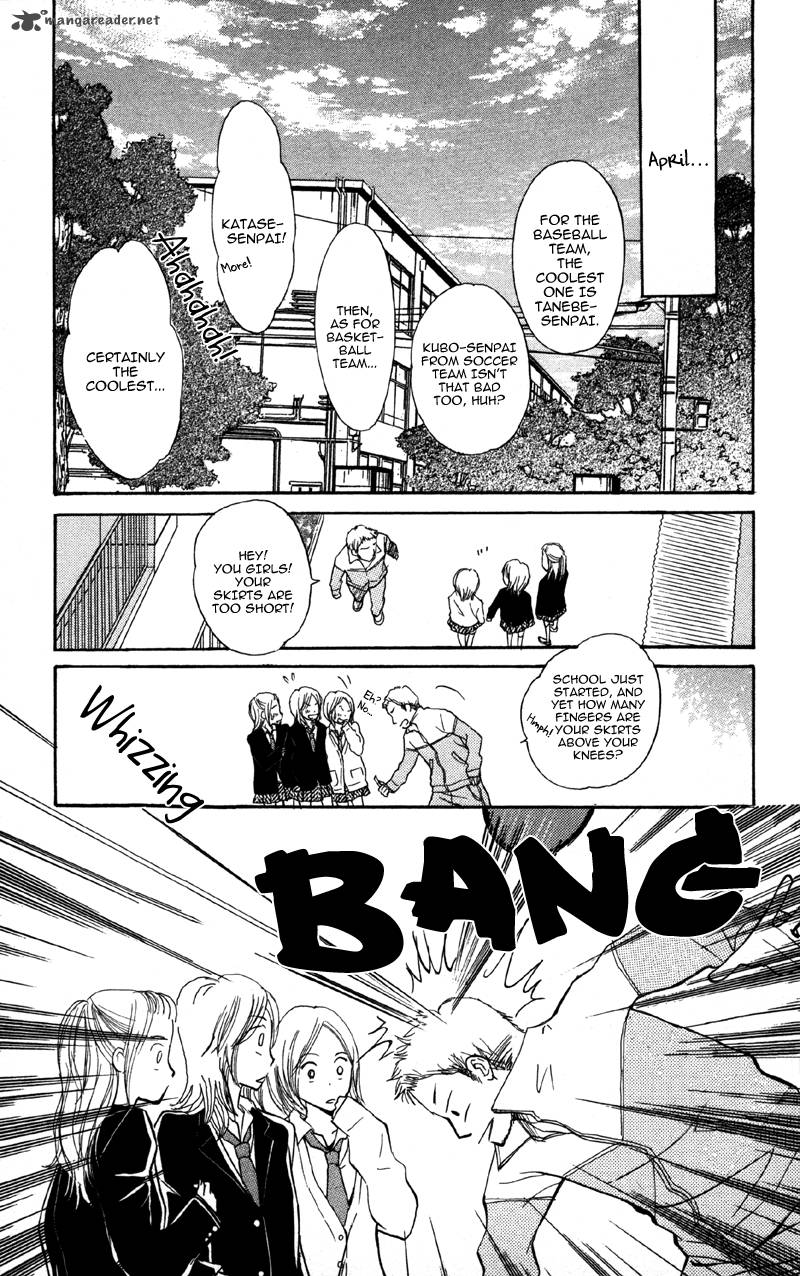 mangareader.net
April...
FOR THE
BASEBALL
TEAM,
THE
COOLEST
ONE IS
TANEBE-
SENPAI.
KUBO-SENPAI
FROM SOCCER
TEAM ISN'T
THAT BAD
TOO, HUH?
THEN,
AS FOR
BASKET-
BALL
TEAM...
KATASE-
SENPAI!
More!
Ahahahah!
CERTAINLY
THE
COOLEST...
HEY!
YOU GIRLS!
YOUR
SKIRTS ARE
TOO SHORT!
SCHOOL JUST
STARTED, AND
YET HOW MANY
FINGERS ARE
YOUR SKIRTS
ABOVE YOUR
KNEES?
Hmph!
Eh?
No..
Whizzing
BANG